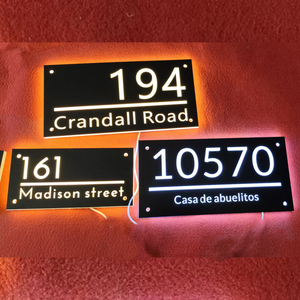 194
Crandall Road
161
Madison street
10570
Casa de abuelitos